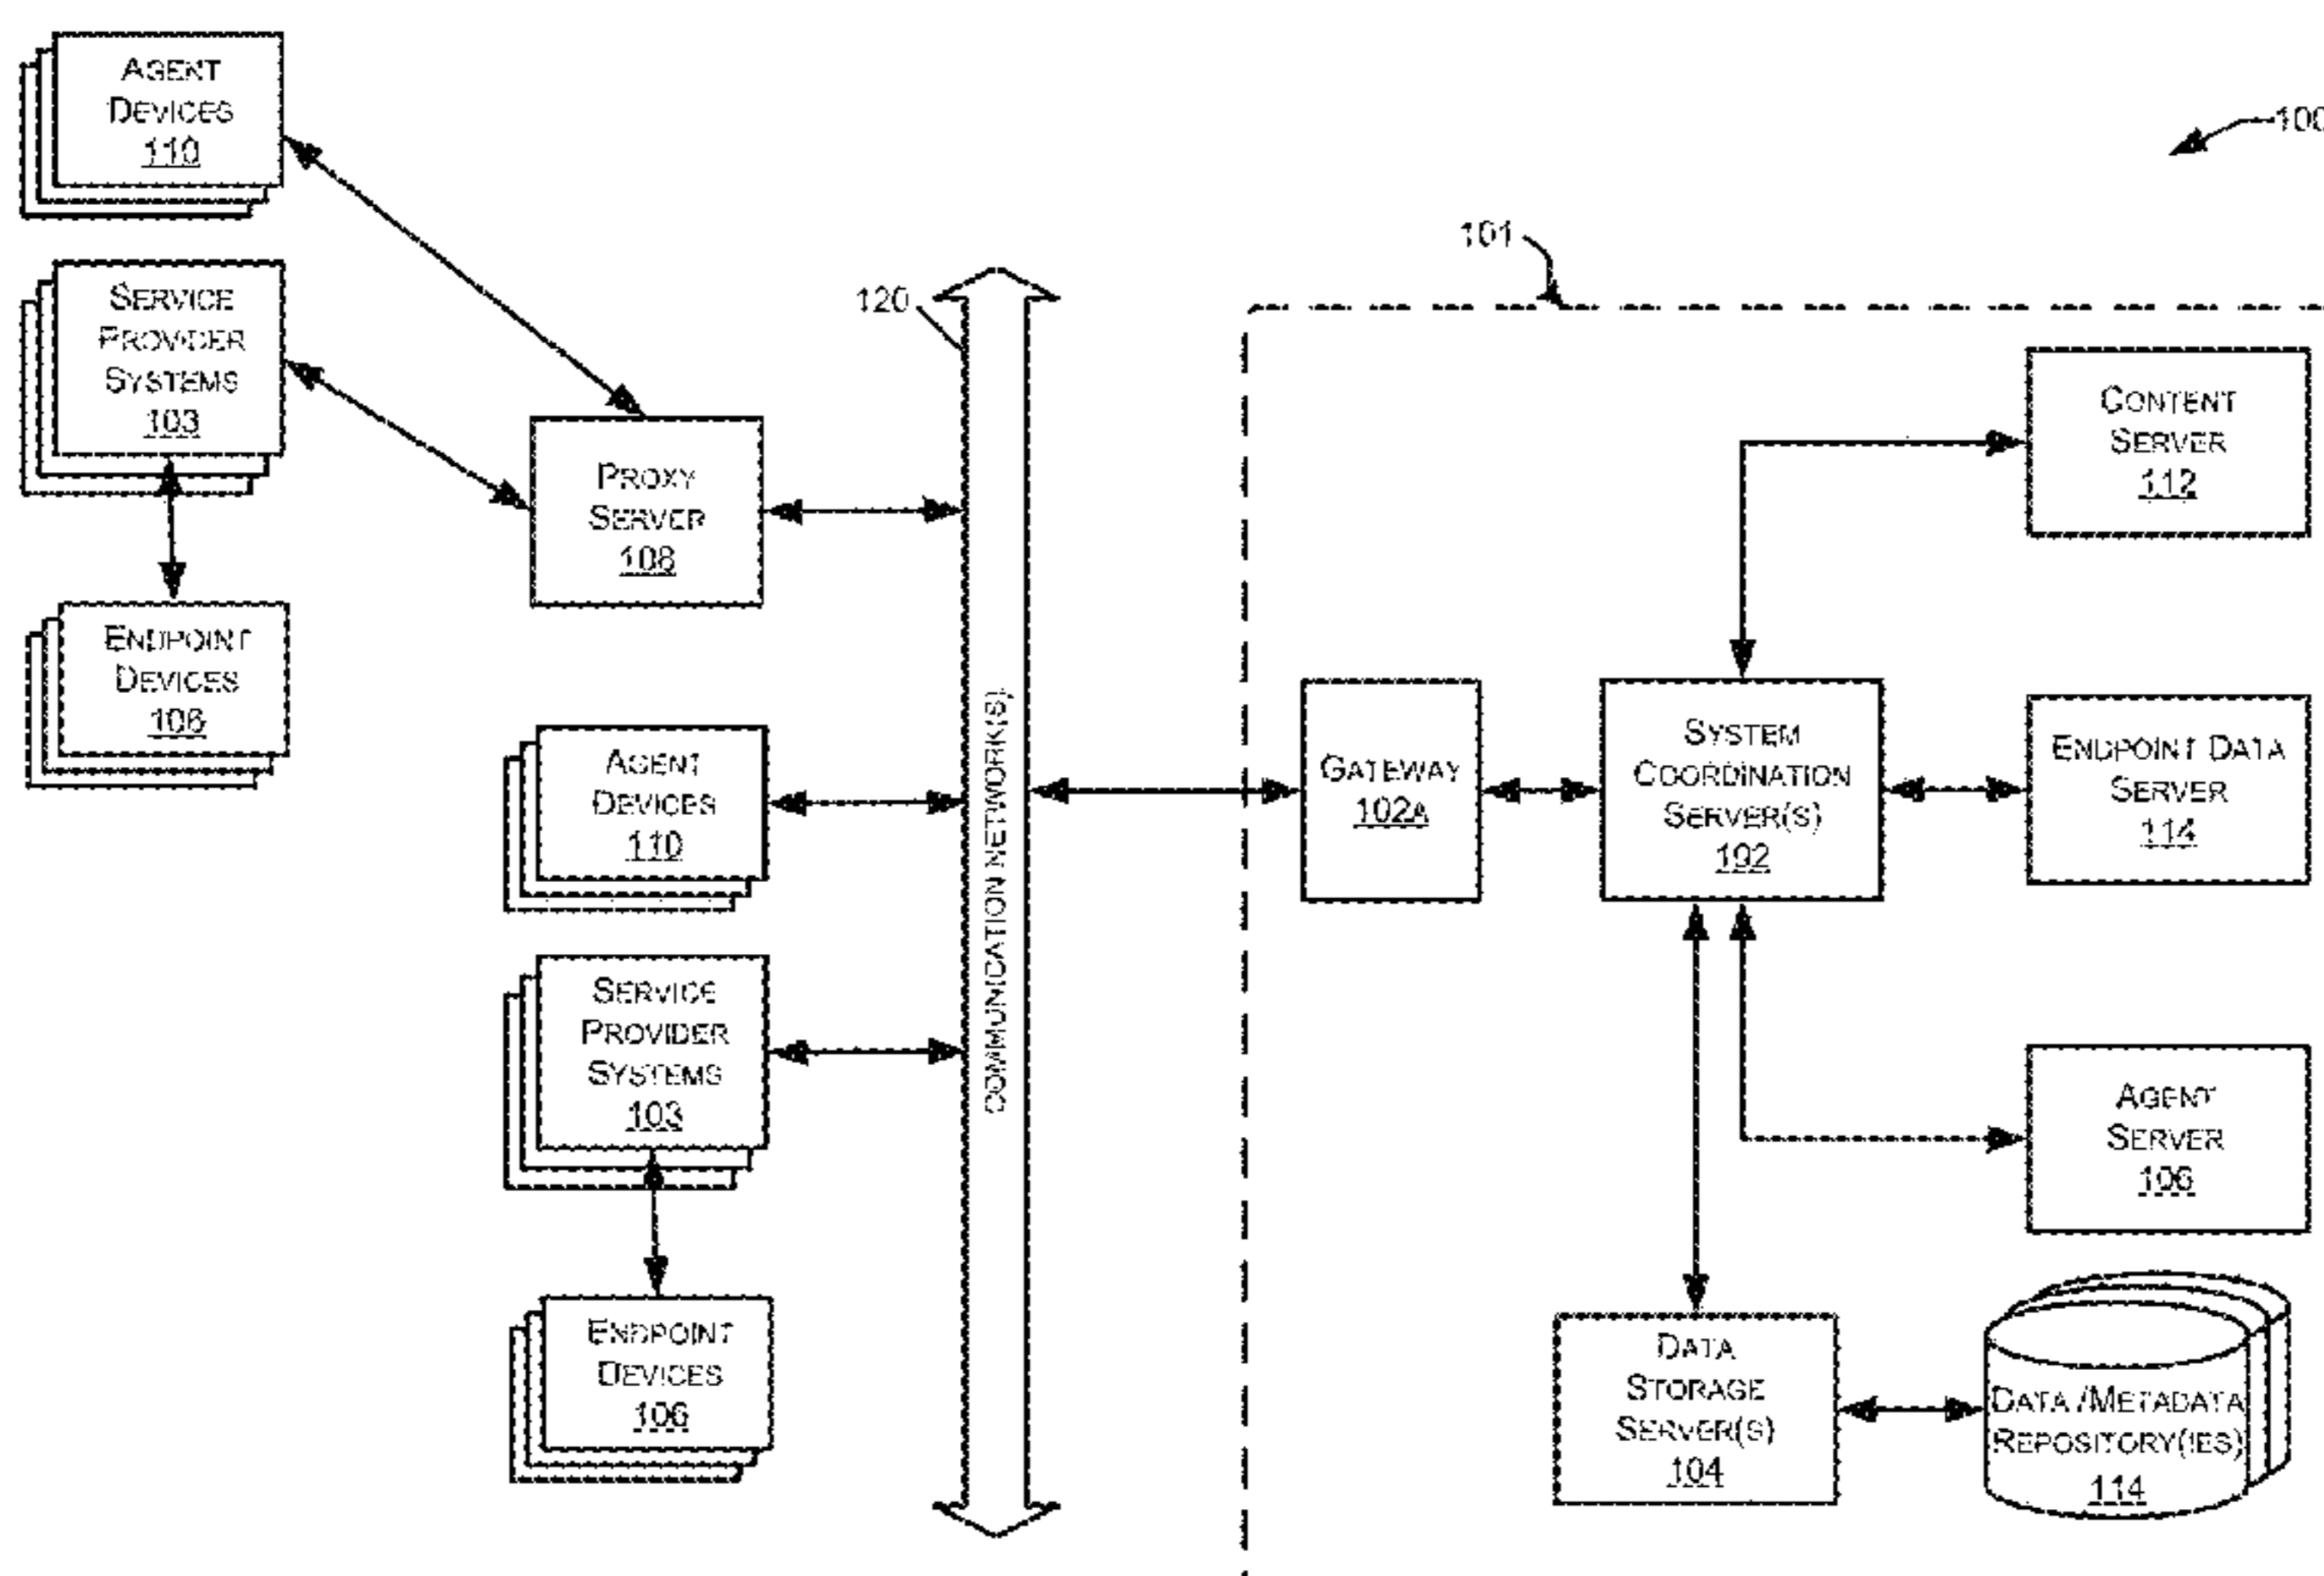 AGENT
DEVICES
110
100
SERVICE
PROVIDER
SYSTEMS
103
101
120
PROXY
SERVER
108
CONTENT
SERVER
112
ENDPOINT
DEVICES
106
COMMUNICATION NETWORK(S)
AGENT
DEVICES
110
GATEWAY
102A
SYSTEM
COORDINATION
SERVER(S)
102
ENDPOINT DATA
SERVER
114
SERVICE
PROVIDER
SYSTEMS
103
AGENT
SERVER
106
ENDPOINT
DEVICES
106
DATA
STORAGE
SERVER(S)
104
DATA /METADATA
REPOSITORY(IES)
114